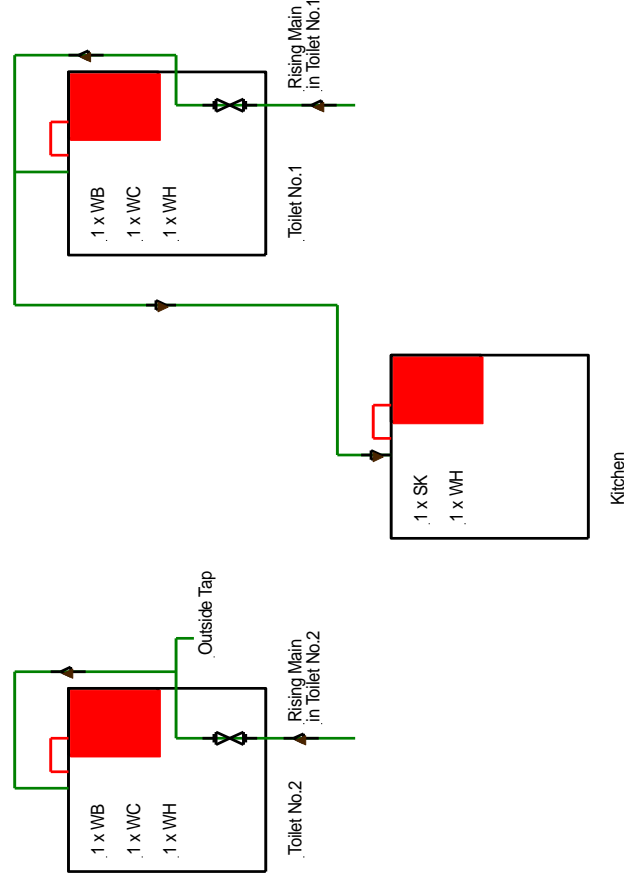 1 x WB
1 x WC
1 x WH
Toilet No.2
Rising Main
in Toilet No.2
Outside Tap
1 x SK
1 x WH
Kitchen
1 x WB
1 x WC
1 x WH
Toilet No.1
Rising Main
in Toilet No.1